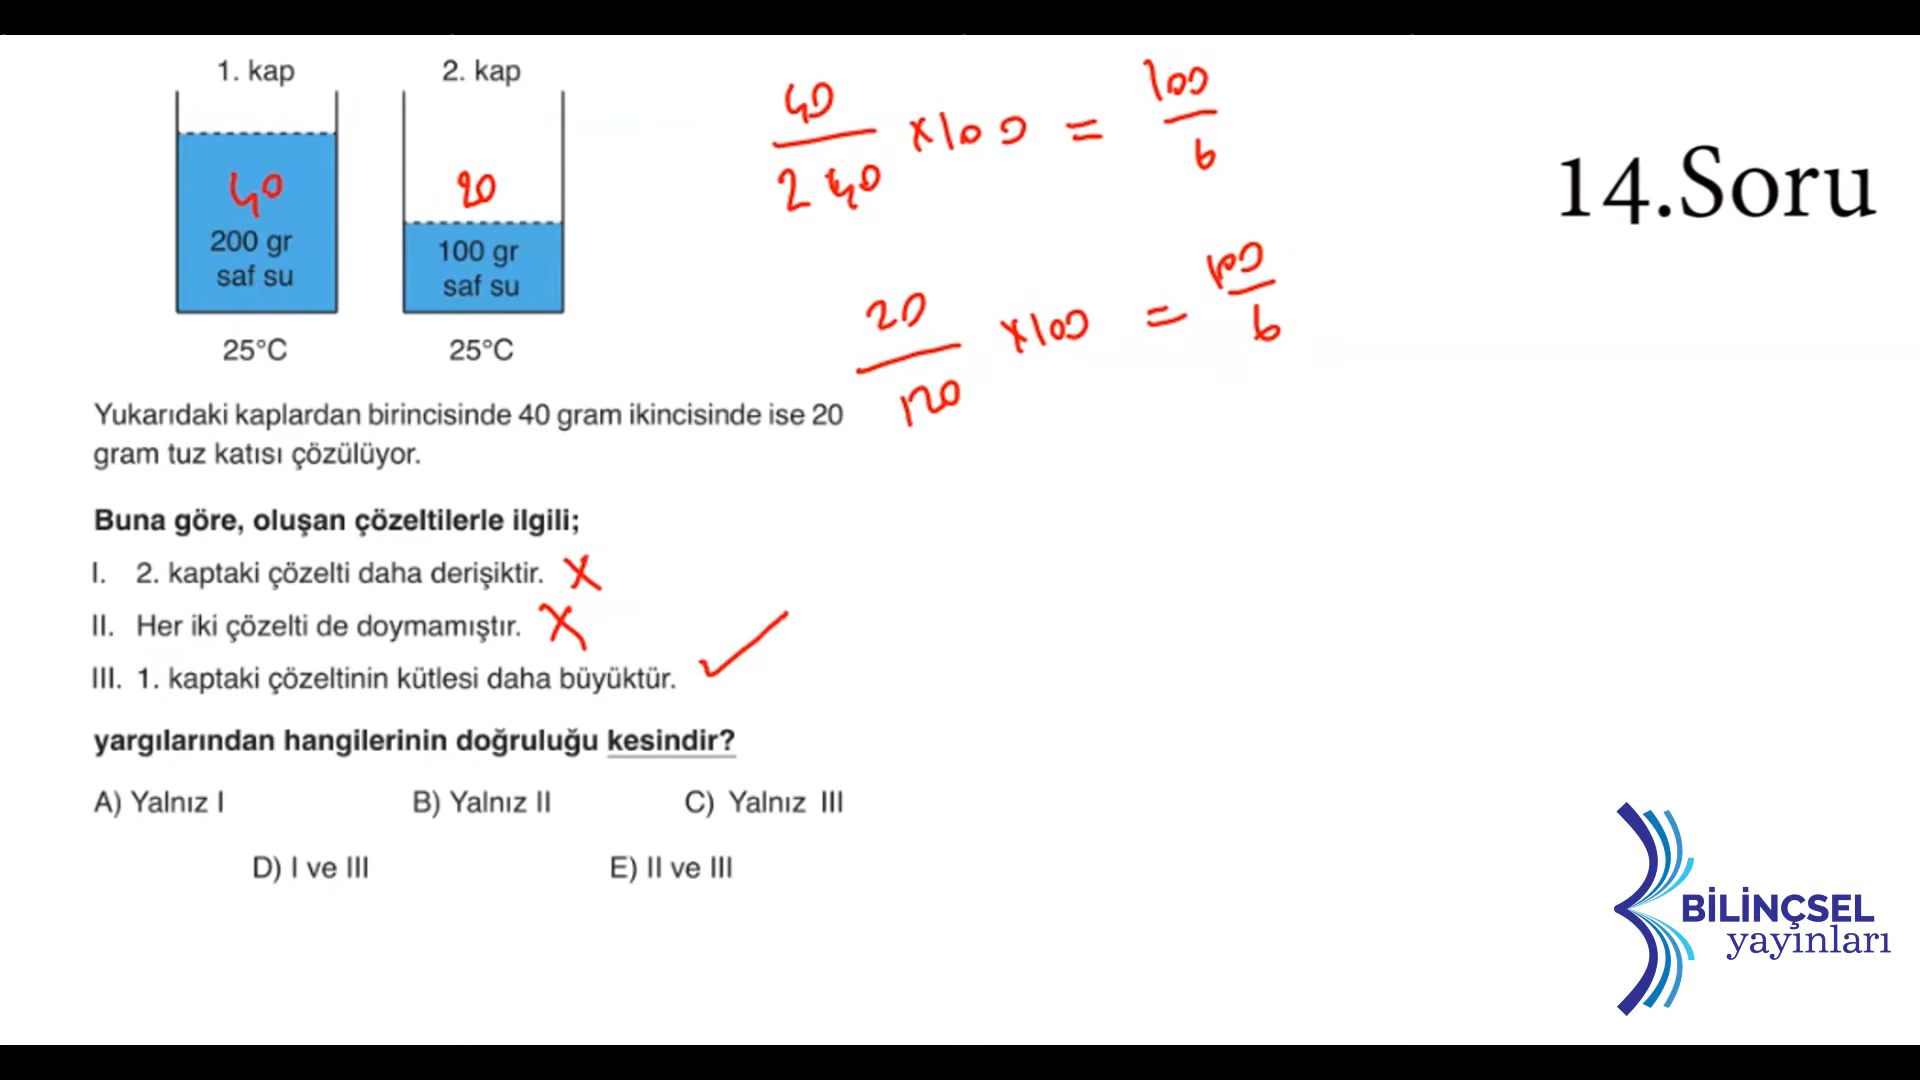 1. kap
2. kap
40
200 gr
saf su
20
100 gr
saf su
25°C
25°C
40/240 x100 = 100/6
20/120 x100 = 100/6
14.Soru
Yukarıdaki kaplardan birincisinde 40 gram ikincisinde ise 20
gram tuz katısı çözülüyor.
Buna göre, oluşan çözeltilerle ilgili;
I. 2. kaptaki çözelti daha derişiktir. X
II. Her iki çözelti de doymamıştır. X
III. 1. kaptaki çözeltinin kütlesi daha büyüktür. ✓
yargılarından hangilerinin doğruluğu kesindir?
A) Yalnız I B) Yalnız II C) Yalnız III
D) I ve III E) II ve III
BİLİNÇSEL
yayınları